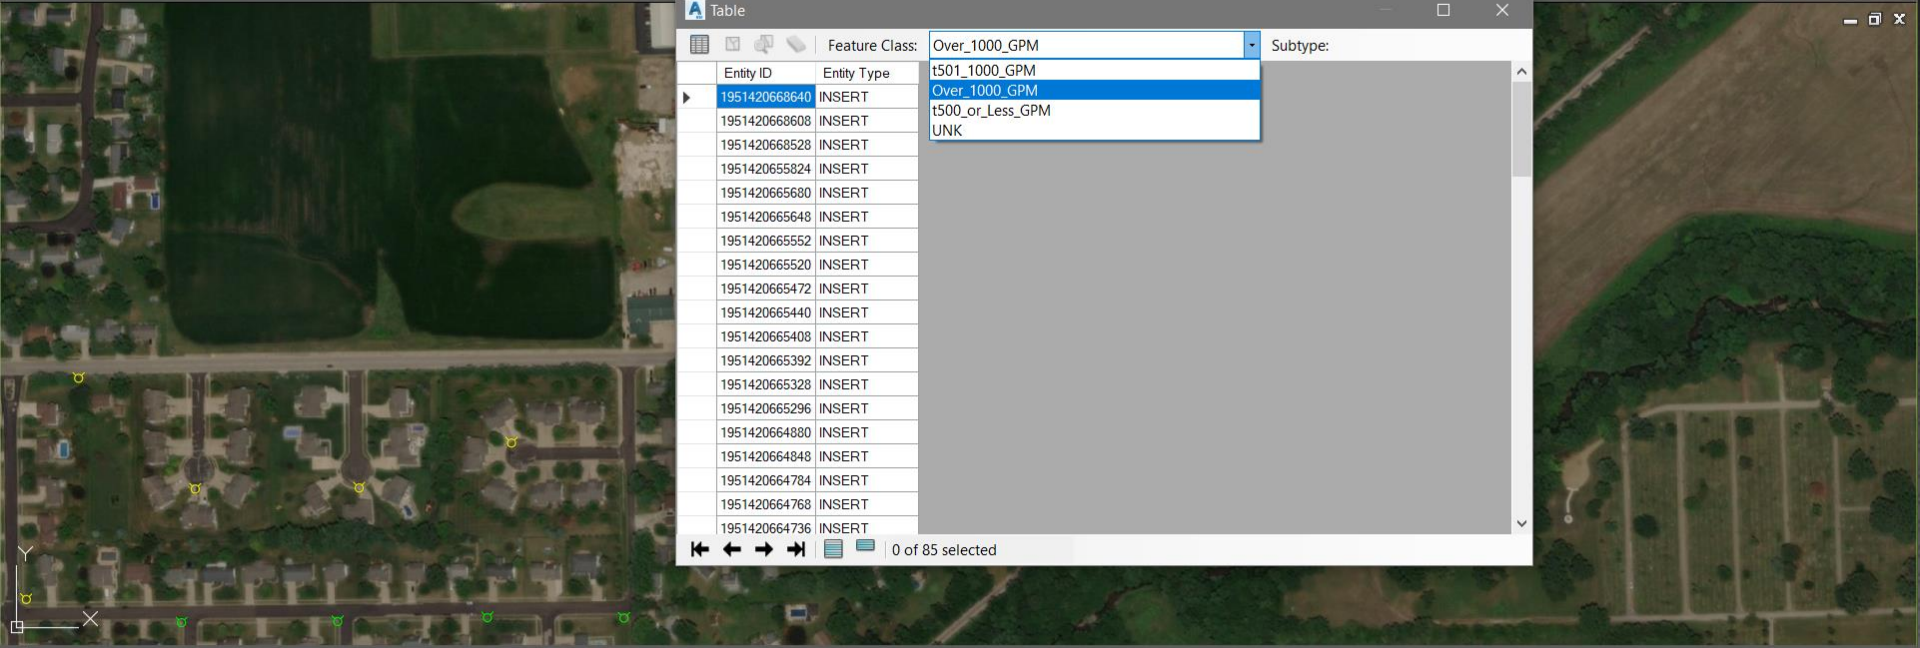 Table
Feature Class: Over_1000_GPM Subtype:
t501_1000_GPM
Over_1000_GPM
t500_or_Less_GPM
UNK
Entity ID Entity Type
1951420668640 INSERT
1951420668608 INSERT
1951420668528 INSERT
1951420655824 INSERT
1951420665680 INSERT
1951420665648 INSERT
1951420665552 INSERT
1951420665520 INSERT
1951420665472 INSERT
1951420665440 INSERT
1951420665408 INSERT
1951420665392 INSERT
1951420665328 INSERT
1951420665296 INSERT
1951420664880 INSERT
1951420664848 INSERT
1951420664784 INSERT
1951420664768 INSERT
1951420664736 INSERT
0 of 85 selected
Y
X